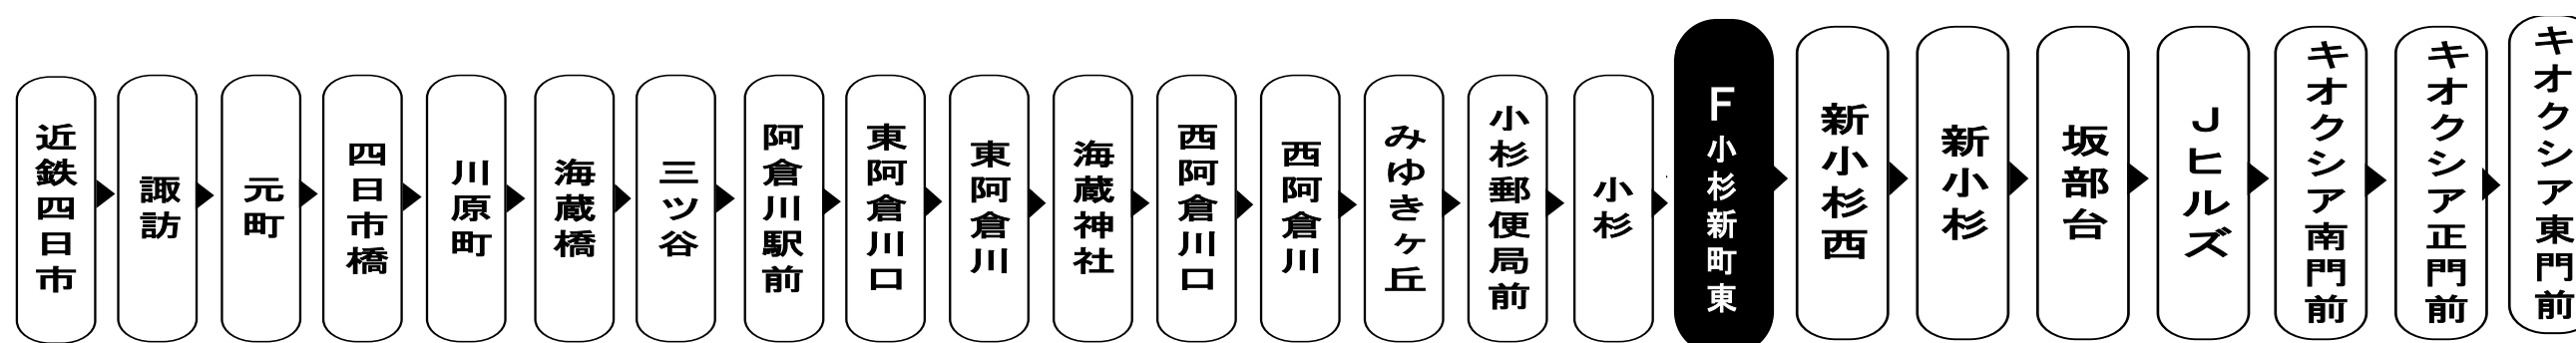 近鉄四日市
諏訪
元町
四日市橋
川原町
海蔵橋
三ツ谷
阿倉川駅前
東阿倉川口
東阿倉川
海蔵神社
西阿倉川口
西阿倉川
みゆきヶ丘
小杉郵便局前
小杉
F小杉新町東
新小杉西
新小杉
坂部台
Jヒルズ
キオクシア南門前
キオクシア正門前
キオクシア東門前